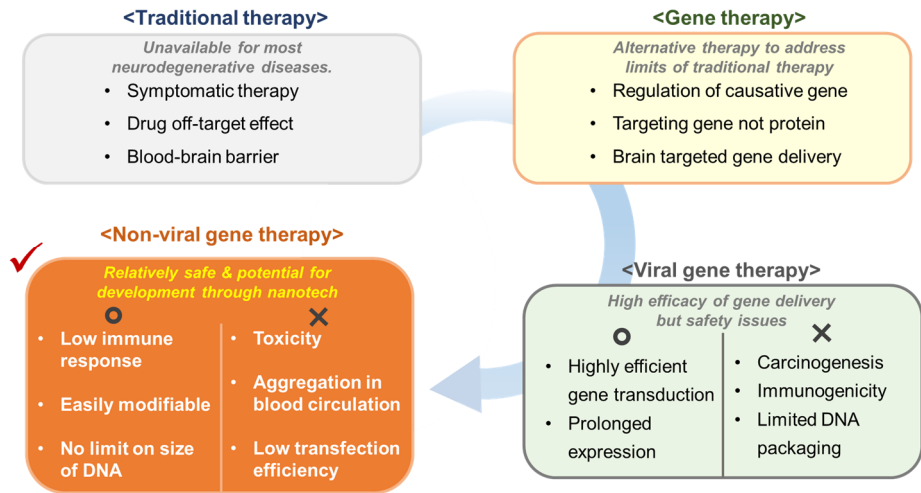 <Traditional therapy>
Unavailable for most
neurodegenerative diseases.
• Symptomatic therapy
• Drug off-target effect
• Blood-brain barrier
<Gene therapy>
Alternative therapy to address
limits of traditional therapy
• Regulation of causative gene
• Targeting gene not protein
• Brain targeted gene delivery
<Non-viral gene therapy>
Relatively safe & potential for
development through nanotech
• Low immune
response
• Easily modifiable
• No limit on size
of DNA
• Toxicity
• Aggregation in
blood circulation
• Low transfection
efficiency
<Viral gene therapy>
High efficacy of gene delivery
but safety issues
• Highly efficient
gene transduction
• Prolonged
expression
• Carcinogenesis
• Immunogenicity
• Limited DNA
packaging